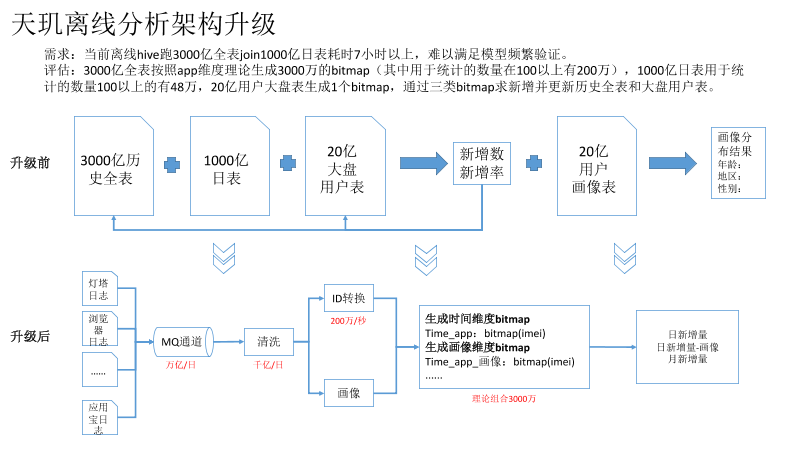 天玑离线分析架构升级
需求：当前离线hive跑3000亿全表join1000亿日表耗时7小时以上，难以满足模型频繁验证。
评估：3000亿全表按照app维度理论生成3000万的bitmap（其中用于统计的数量在100以上有200万），1000亿日表用于统
计的数量100以上的有48万，20亿用户大盘表生成1个bitmap，通过三类bitmap求新增并更新历史全表和大盘用户表。
升级前
3000亿历
史全表
1000亿
日表
20亿
大盘
用户表
新增数
新增率
20亿
用户
画像表
画像分
布结果
年龄：
地区：
性别：
升级后
灯塔
日志
浏览
器
日志
......
应用
宝日
志
MQ通道
万亿/日
清洗
千亿/日
ID转换
200万/秒
画像
生成时间维度bitmap
Time_app：bitmap(imei)
生成画像维度bitmap
Time_app_画像：bitmap(imei)
......
理论组合3000万
日新增量
日新增量-画像
月新增量